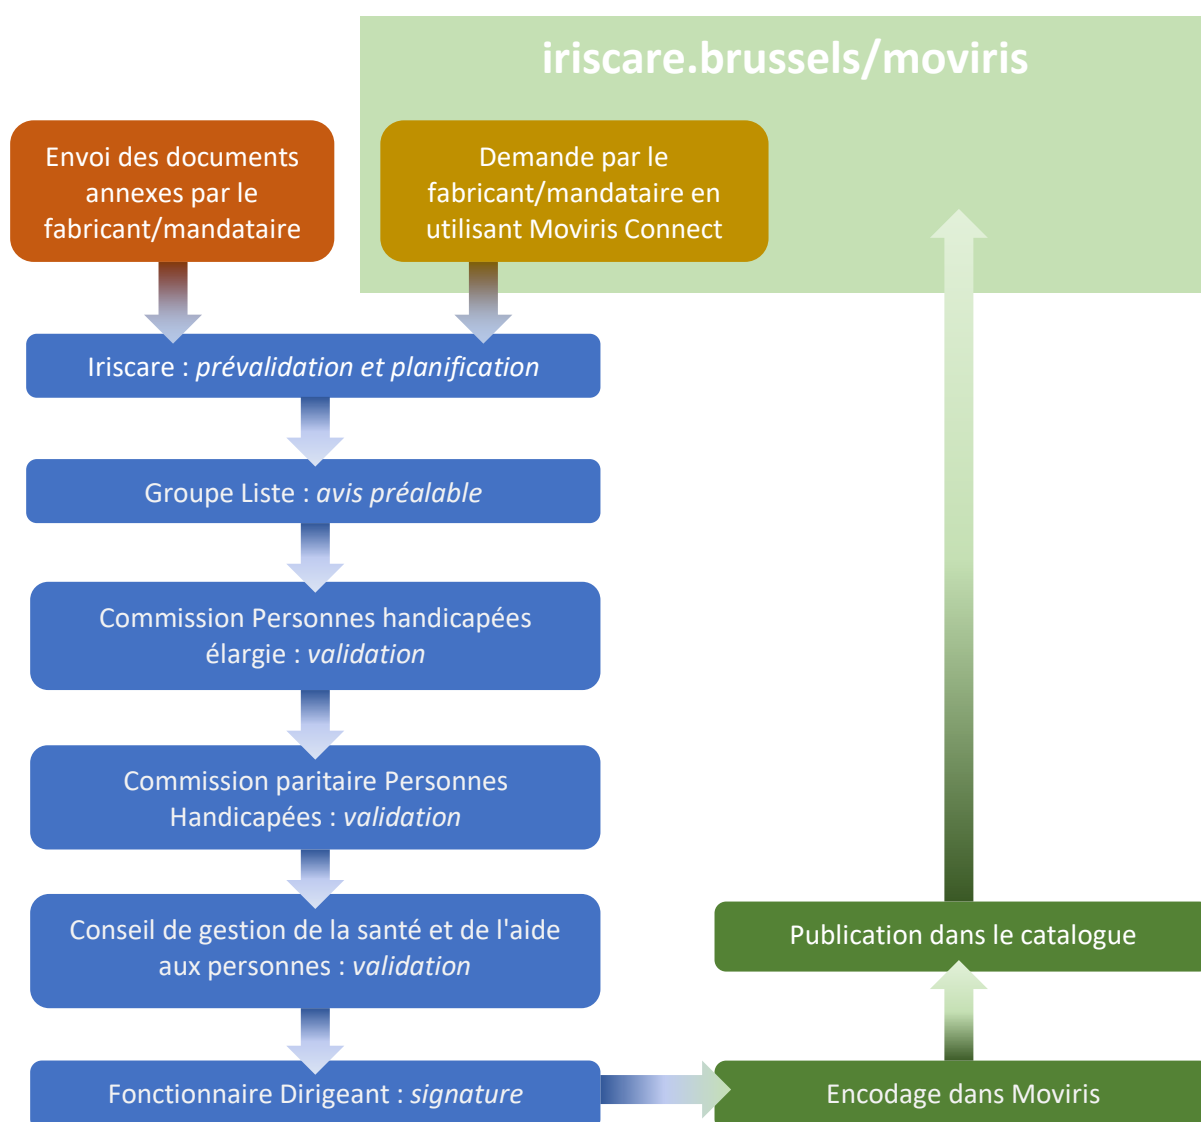 iriscare.brussels/moviris
Envoi des documents
annexes par le
fabricant/mandataire
Demande par le
fabricant/mandataire en
utilisant Moviris Connect
Iriscare : prévalidation et planification
Groupe Liste : avis préalable
Commission Personnes handicapées
élargie : validation
Commission paritaire Personnes
Handicapées : validation
Conseil de gestion de la santé et de l'aide
aux personnes : validation
Fonctionnaire Dirigeant : signature
Encodage dans Moviris
Publication dans le catalogue